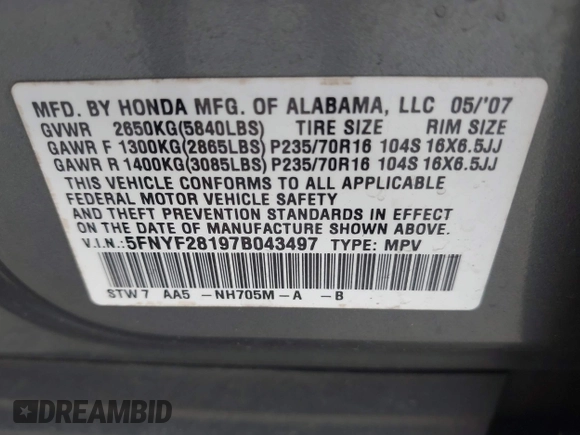 MFD. BY HONDA MFG. OF ALABAMA, LLC 05/'07
GVWR 2650KG(5840LBS) TIRE SIZE RIM SIZE
GAWR F 1300KG(2865LBS) P235/70R16 104S 16X6.5JJ
GAWR R 1400KG(3085LBS) P235/70R16 104S 16X6.5JJ
THIS VEHICLE CONFORMS TO ALL APPLICABLE
FEDERAL MOTOR VEHICLE SAFETY
AND THEFT PREVENTION STANDARDS IN EFFECT
ON THE DATE OF MANUFACTURE SHOWN ABOVE.
V.I.N.: 5FNYF28197B043497 TYPE: MPV
STW7 AA5 -NH705M-A -B
DREAMBID